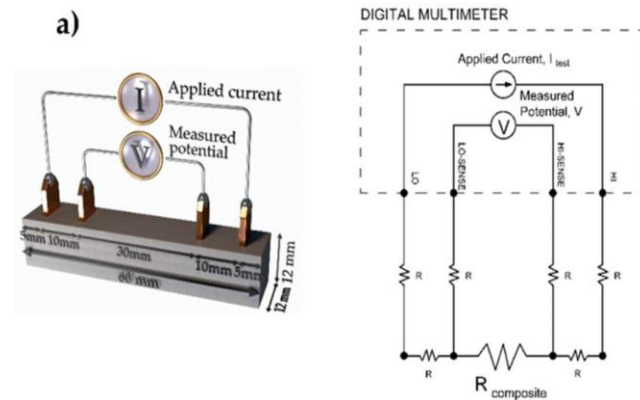 a)
Applied current
I
Measured
potential
V
5mm
10mm
30mm
10mm
5mm
60 mm
12 mm
12 mm
DIGITAL MULTIMETER
Applied Current, I test
Measured
Potential, V
V
LO
LO-SENSE
HI-SENSE
HI
R
R
R
R
R
R
R composite